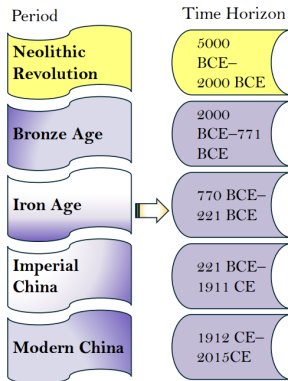 Period
Time Horizon
Neolithic
Revolution
5000
BCE–
2000 BCE
Bronze Age
2000
BCE–771
BCE
Iron Age
770 BCE–
221 BCE
Imperial
China
221 BCE–
1911 CE
Modern China
1912 CE–
2015CE